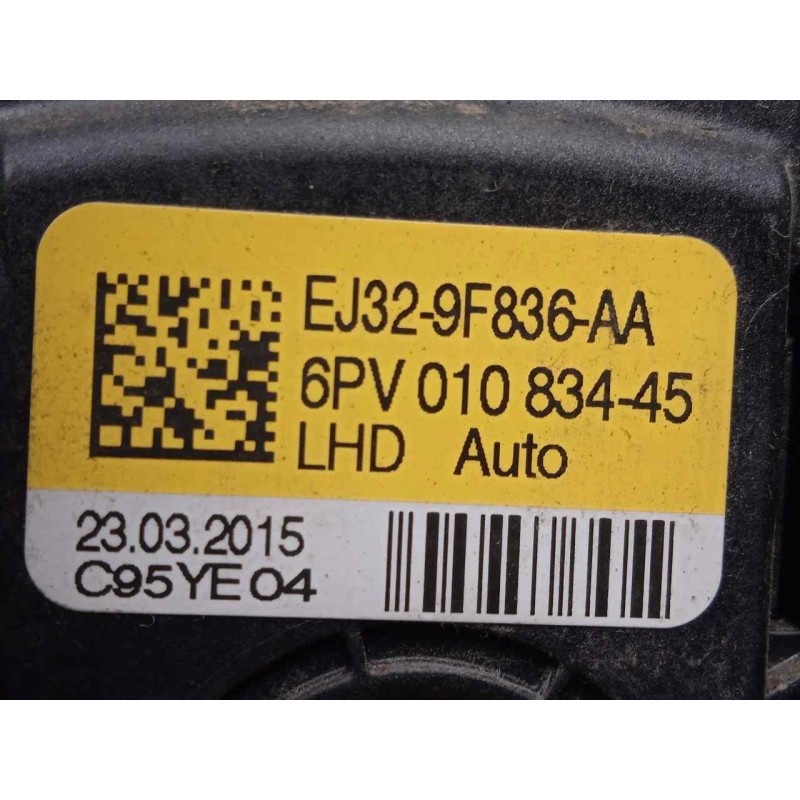 EJ32-9F836-AA
6PV 010 834-45
LHD Auto
23.03.2015
C95YE04